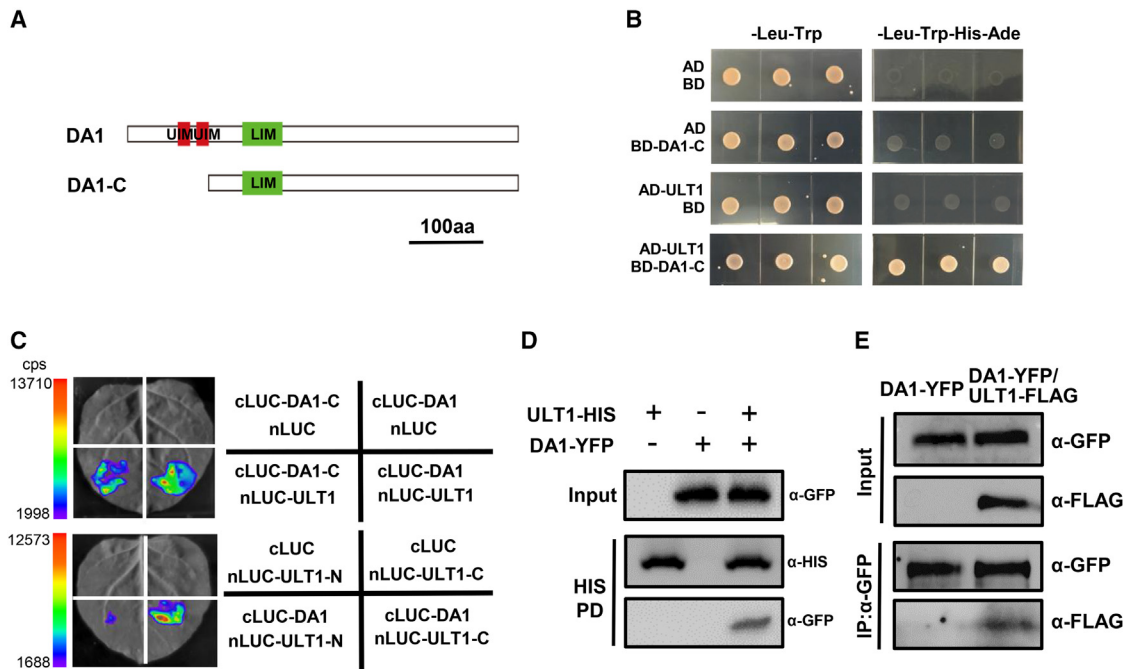 A
DA1
UIM UIM
LIM
DA1-C
LIM
100aa
B
-Leu-Trp
-Leu-Trp-His-Ade
AD
BD
AD
BD-DA1-C
AD-ULT1
BD
AD-ULT1
BD-DA1-C
C
cps
13710
1998
cLUC-DA1-C
nLUC
cLUC-DA1
nLUC
cLUC-DA1-C
nLUC-ULT1
cLUC-DA1
nLUC-ULT1
12573
1688
cLUC
nLUC-ULT1-N
cLUC
nLUC-ULT1-C
cLUC-DA1
nLUC-ULT1-N
cLUC-DA1
nLUC-ULT1-C
D
ULT1-HIS + - +
DA1-YFP - + +
Input
α-GFP
HIS
PD
α-HIS
α-GFP
E
DA1-YFP
DA1-YFP/
ULT1-FLAG
Input
α-GFP
α-FLAG
IP:α-GFP
α-GFP
α-FLAG